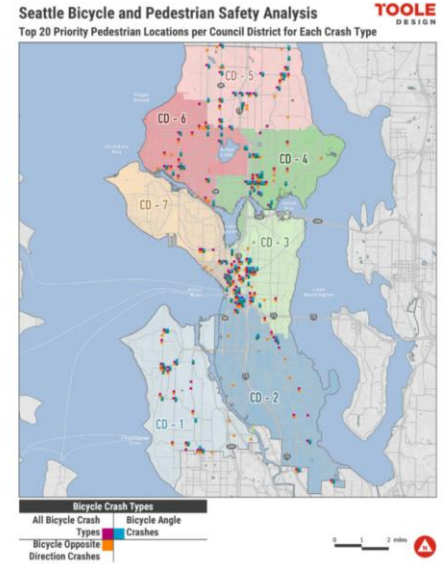 Seattle Bicycle and Pedestrian Safety Analysis
TOOLE
DESIGN
Top 20 Priority Pedestrian Locations per Council District for Each Crash Type
CD - 5
CD - 6
CD - 4
CD - 7
CD - 3
Lake
Washington
CD - 2
CD - 1
Bicycle Crash Types
All Bicycle Crash
Types
Bicycle Angle
Crashes
Bicycle Opposite
Direction Crashes
0 1 2 miles